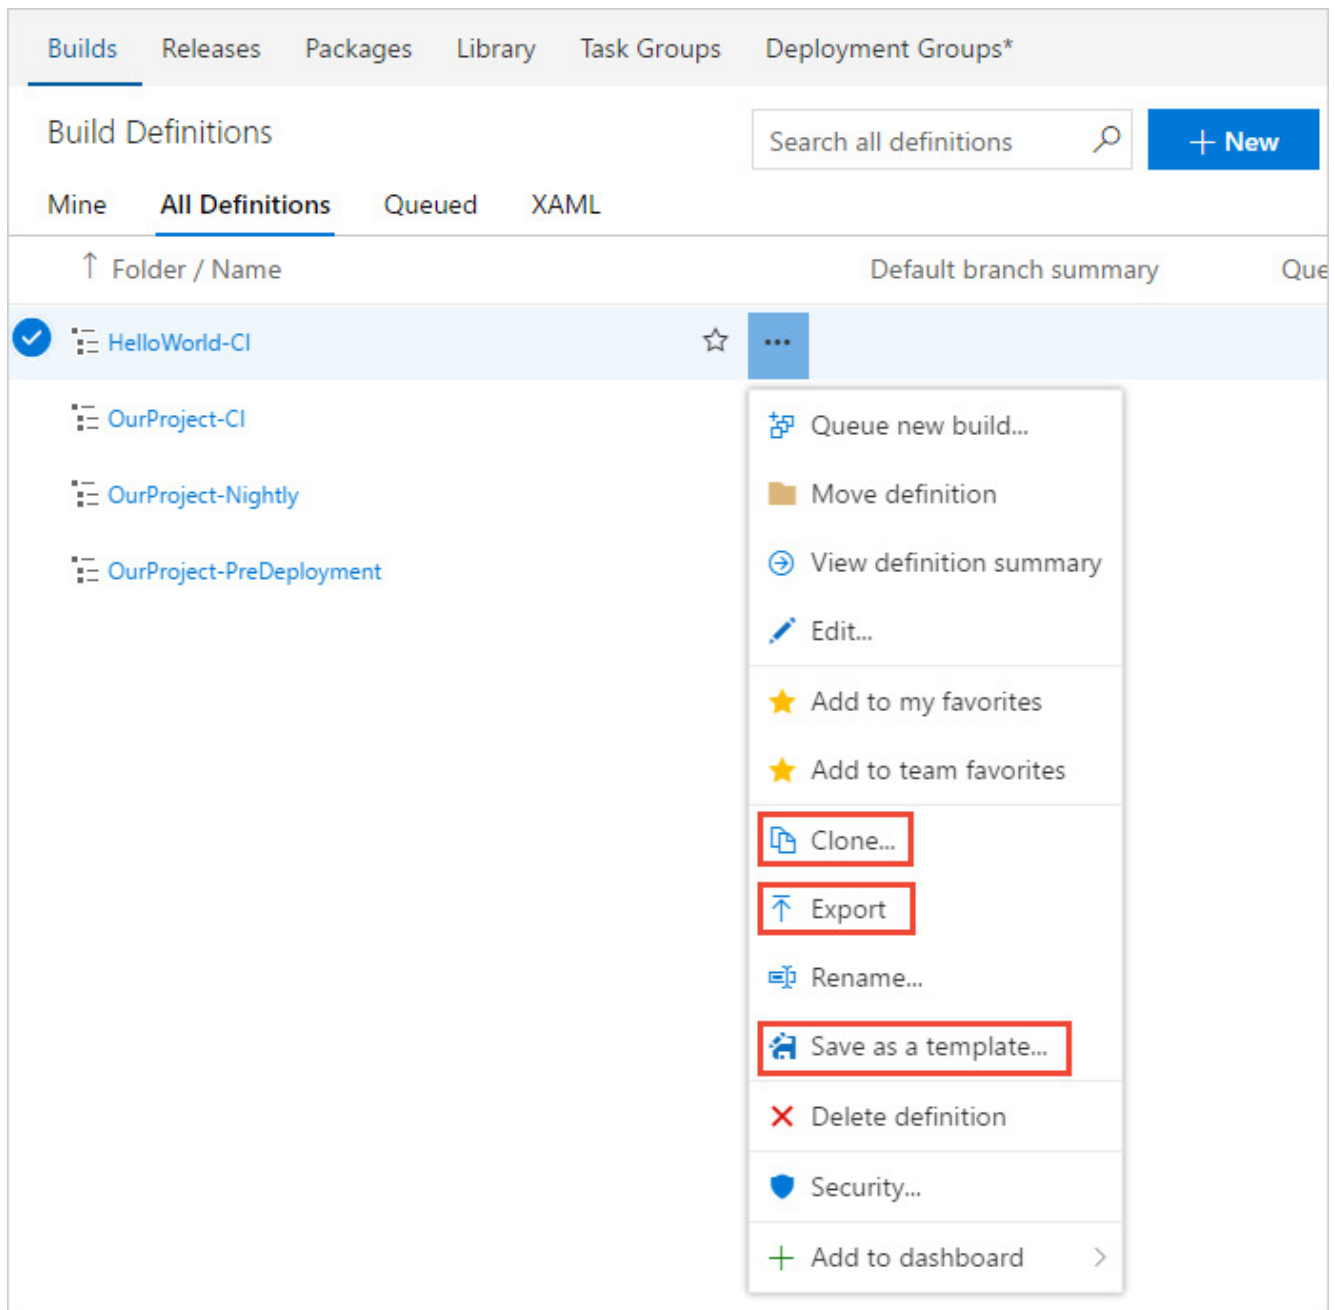 Builds Releases Packages Library Task Groups Deployment Groups*
Build Definitions
Search all definitions
+ New
Mine All Definitions Queued XAML
↑ Folder / Name Default branch summary Que
HelloWorld-CI ...
OurProject-CI
OurProject-Nightly
OurProject-PreDeployment
Queue new build...
Move definition
View definition summary
Edit...
Add to my favorites
Add to team favorites
Clone...
Export
Rename...
Save as a template...
Delete definition
Security...
Add to dashboard